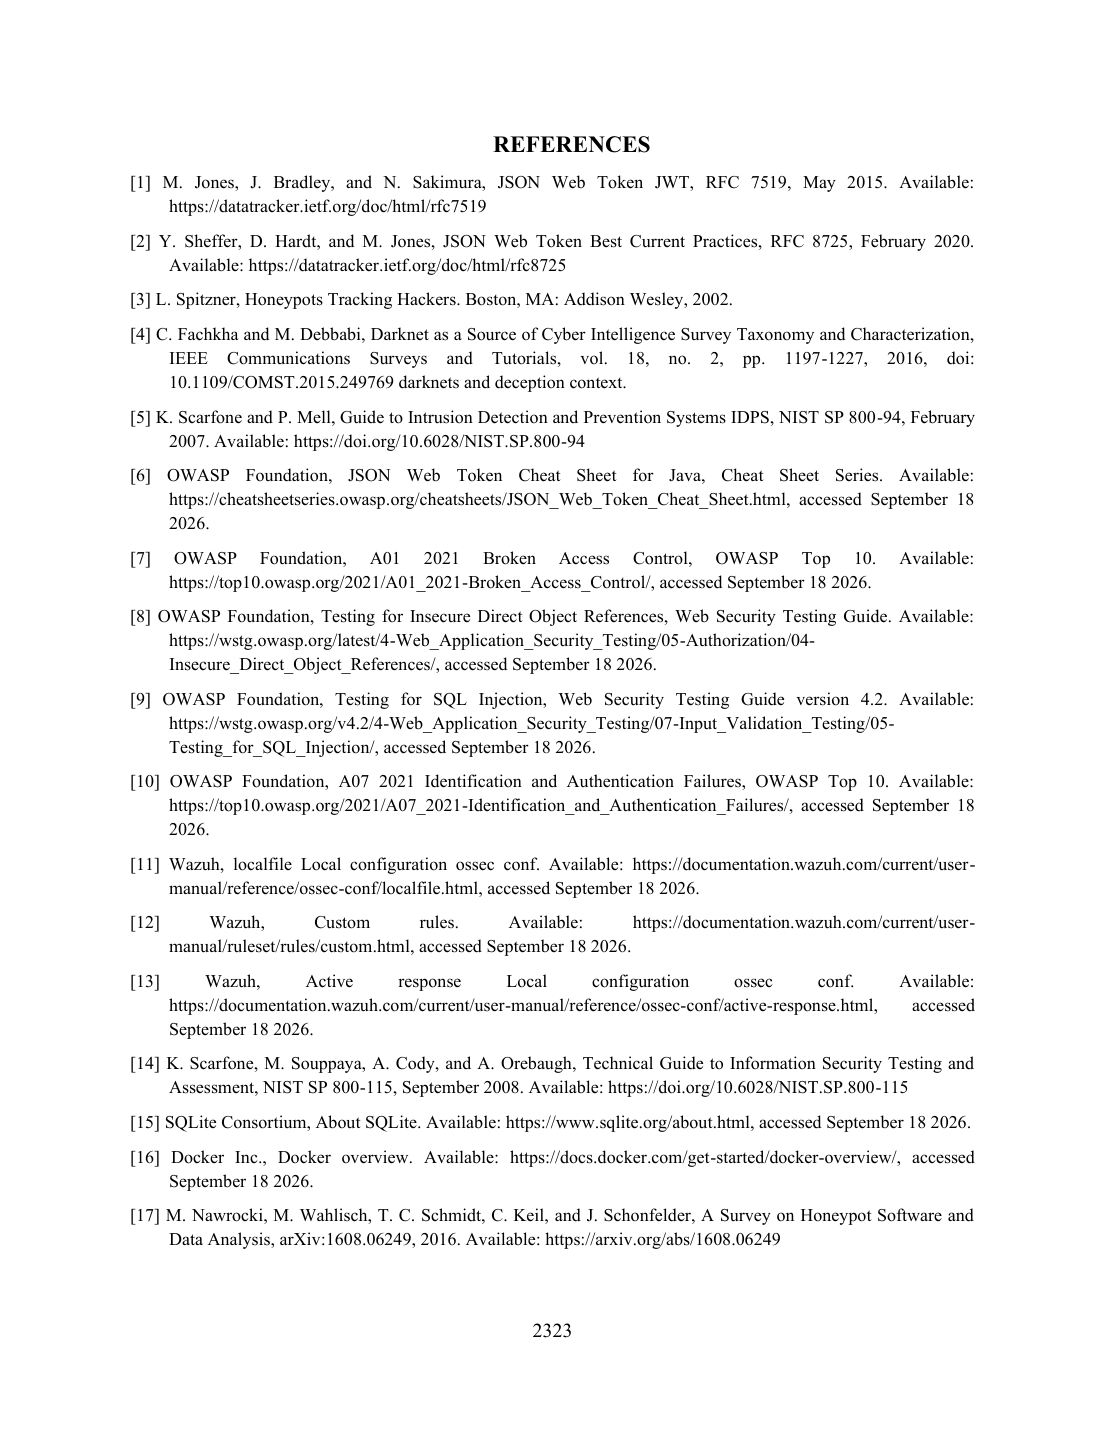 REFERENCES
[1] M. Jones, J. Bradley, and N. Sakimura, JSON Web Token JWT, RFC 7519, May 2015. Available:
https://datatracker.ietf.org/doc/html/rfc7519
[2] Y. Sheffer, D. Hardt, and M. Jones, JSON Web Token Best Current Practices, RFC 8725, February 2020.
Available: https://datatracker.ietf.org/doc/html/rfc8725
[3] L. Spitzner, Honeypots Tracking Hackers. Boston, MA: Addison Wesley, 2002.
[4] C. Fachkha and M. Debbabi, Darknet as a Source of Cyber Intelligence Survey Taxonomy and Characterization,
IEEE Communications Surveys and Tutorials, vol. 18, no. 2, pp. 1197-1227, 2016, doi:
10.1109/COMST.2015.249769 darknets and deception context.
[5] K. Scarfone and P. Mell, Guide to Intrusion Detection and Prevention Systems IDPS, NIST SP 800-94, February
2007. Available: https://doi.org/10.6028/NIST.SP.800-94
[6] OWASP Foundation, JSON Web Token Cheat Sheet for Java, Cheat Sheet Series. Available:
https://cheatsheetseries.owasp.org/cheatsheets/JSON_Web_Token_Cheat_Sheet.html, accessed September 18
2026.
[7] OWASP Foundation, A01 2021 Broken Access Control, OWASP Top 10. Available:
https://top10.owasp.org/2021/A01_2021-Broken_Access_Control/, accessed September 18 2026.
[8] OWASP Foundation, Testing for Insecure Direct Object References, Web Security Testing Guide. Available:
https://wstg.owasp.org/latest/4-Web_Application_Security_Testing/05-Authorization/04-
Insecure_Direct_Object_References/, accessed September 18 2026.
[9] OWASP Foundation, Testing for SQL Injection, Web Security Testing Guide version 4.2. Available:
https://wstg.owasp.org/v4.2/4-Web_Application_Security_Testing/07-Input_Validation_Testing/05-
Testing_for_SQL_Injection/, accessed September 18 2026.
[10] OWASP Foundation, A07 2021 Identification and Authentication Failures, OWASP Top 10. Available:
https://top10.owasp.org/2021/A07_2021-Identification_and_Authentication_Failures/, accessed September 18
2026.
[11] Wazuh, localfile Local configuration ossec conf. Available: https://documentation.wazuh.com/current/user-
manual/reference/ossec-conf/localfile.html, accessed September 18 2026.
[12] Wazuh, Custom rules. Available: https://documentation.wazuh.com/current/user-
manual/ruleset/rules/custom.html, accessed September 18 2026.
[13] Wazuh, Active response Local configuration ossec conf. Available:
https://documentation.wazuh.com/current/user-manual/reference/ossec-conf/active-response.html, accessed
September 18 2026.
[14] K. Scarfone, M. Souppaya, A. Cody, and A. Orebaugh, Technical Guide to Information Security Testing and
Assessment, NIST SP 800-115, September 2008. Available: https://doi.org/10.6028/NIST.SP.800-115
[15] SQLite Consortium, About SQLite. Available: https://www.sqlite.org/about.html, accessed September 18 2026.
[16] Docker Inc., Docker overview. Available: https://docs.docker.com/get-started/docker-overview/, accessed
September 18 2026.
[17] M. Nawrocki, M. Wahlisch, T. C. Schmidt, C. Keil, and J. Schonfelder, A Survey on Honeypot Software and
Data Analysis, arXiv:1608.06249, 2016. Available: https://arxiv.org/abs/1608.06249
2323